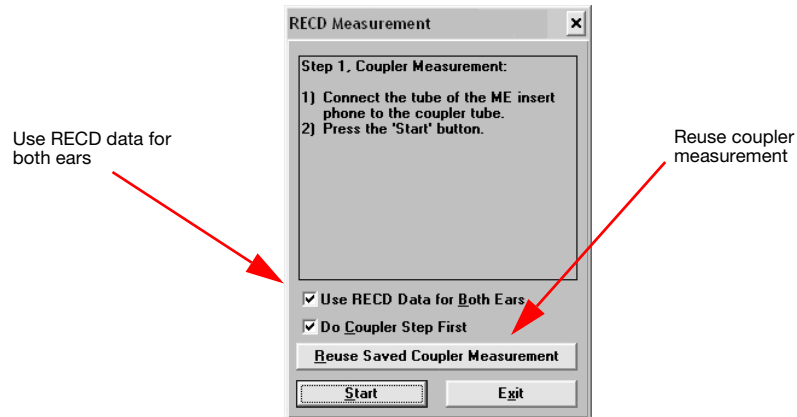 RECD Measurement
Step 1, Coupler Measurement:
1) Connect the tube of the ME insert
phone to the coupler tube.
2) Press the 'Start' button.
Use RECD data for
both ears
Reuse coupler
measurement
Use RECD Data for Both Ears
Do Coupler Step First
Reuse Saved Coupler Measurement
Start
Exit